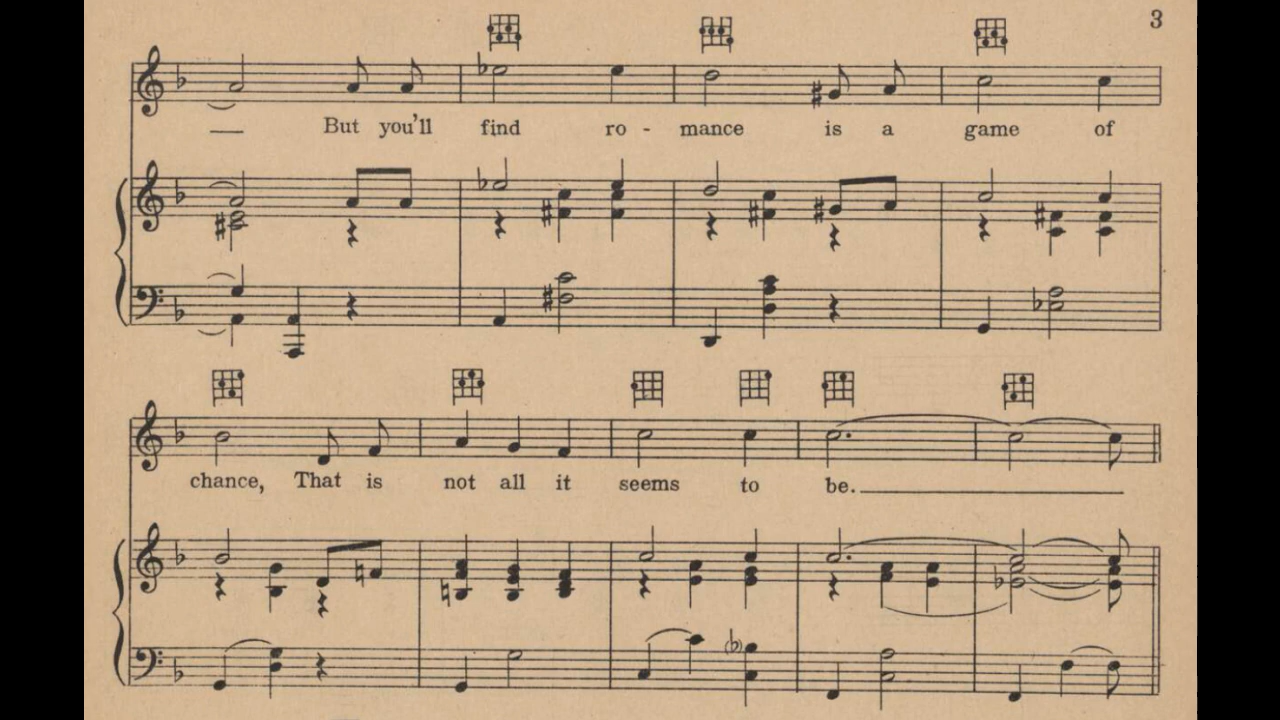 3
But you'll find ro - mance is a game of
chance, That is not all it seems to be.